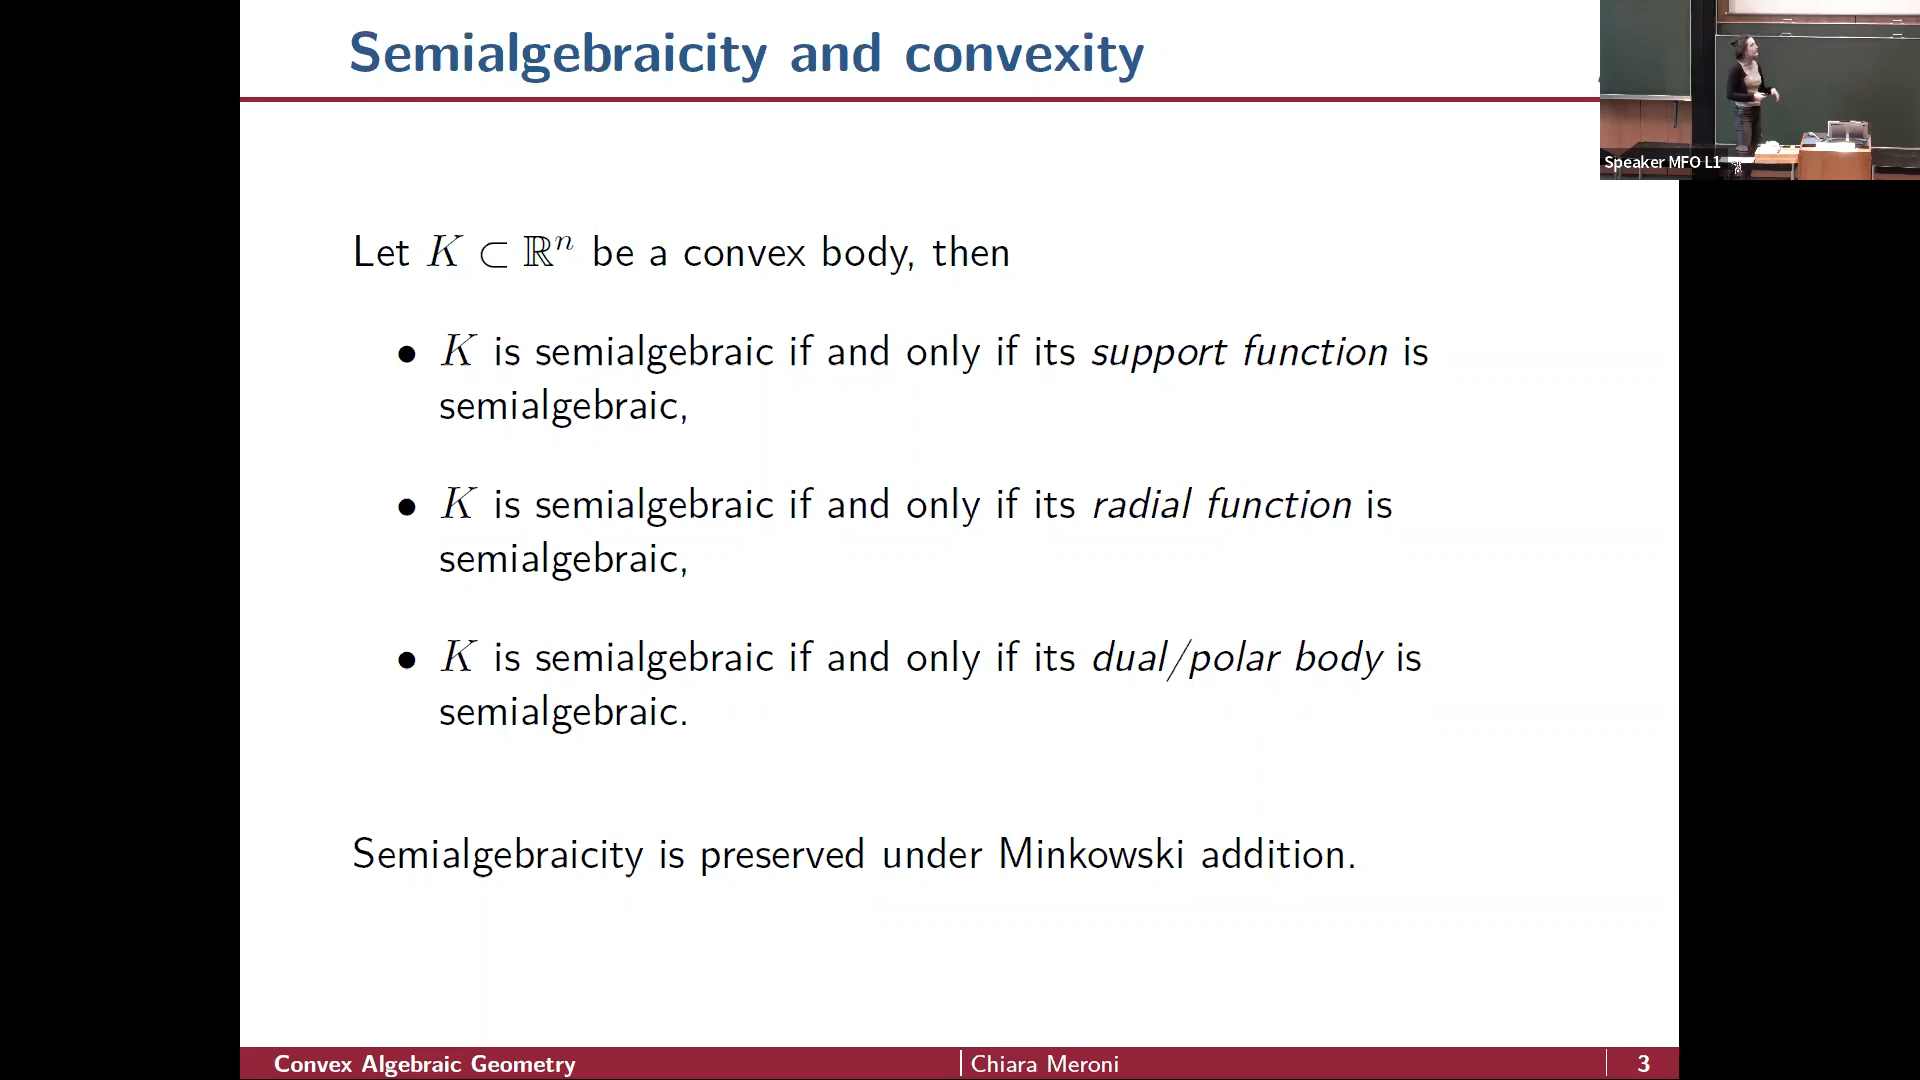 Semialgebraicity and convexity
Speaker MFO L1
Let K ⊂ ℝⁿ be a convex body, then
• K is semialgebraic if and only if its support function is
semialgebraic,
• K is semialgebraic if and only if its radial function is
semialgebraic,
• K is semialgebraic if and only if its dual/polar body is
semialgebraic.
Semialgebraicity is preserved under Minkowski addition.
Convex Algebraic Geometry
Chiara Meroni
3